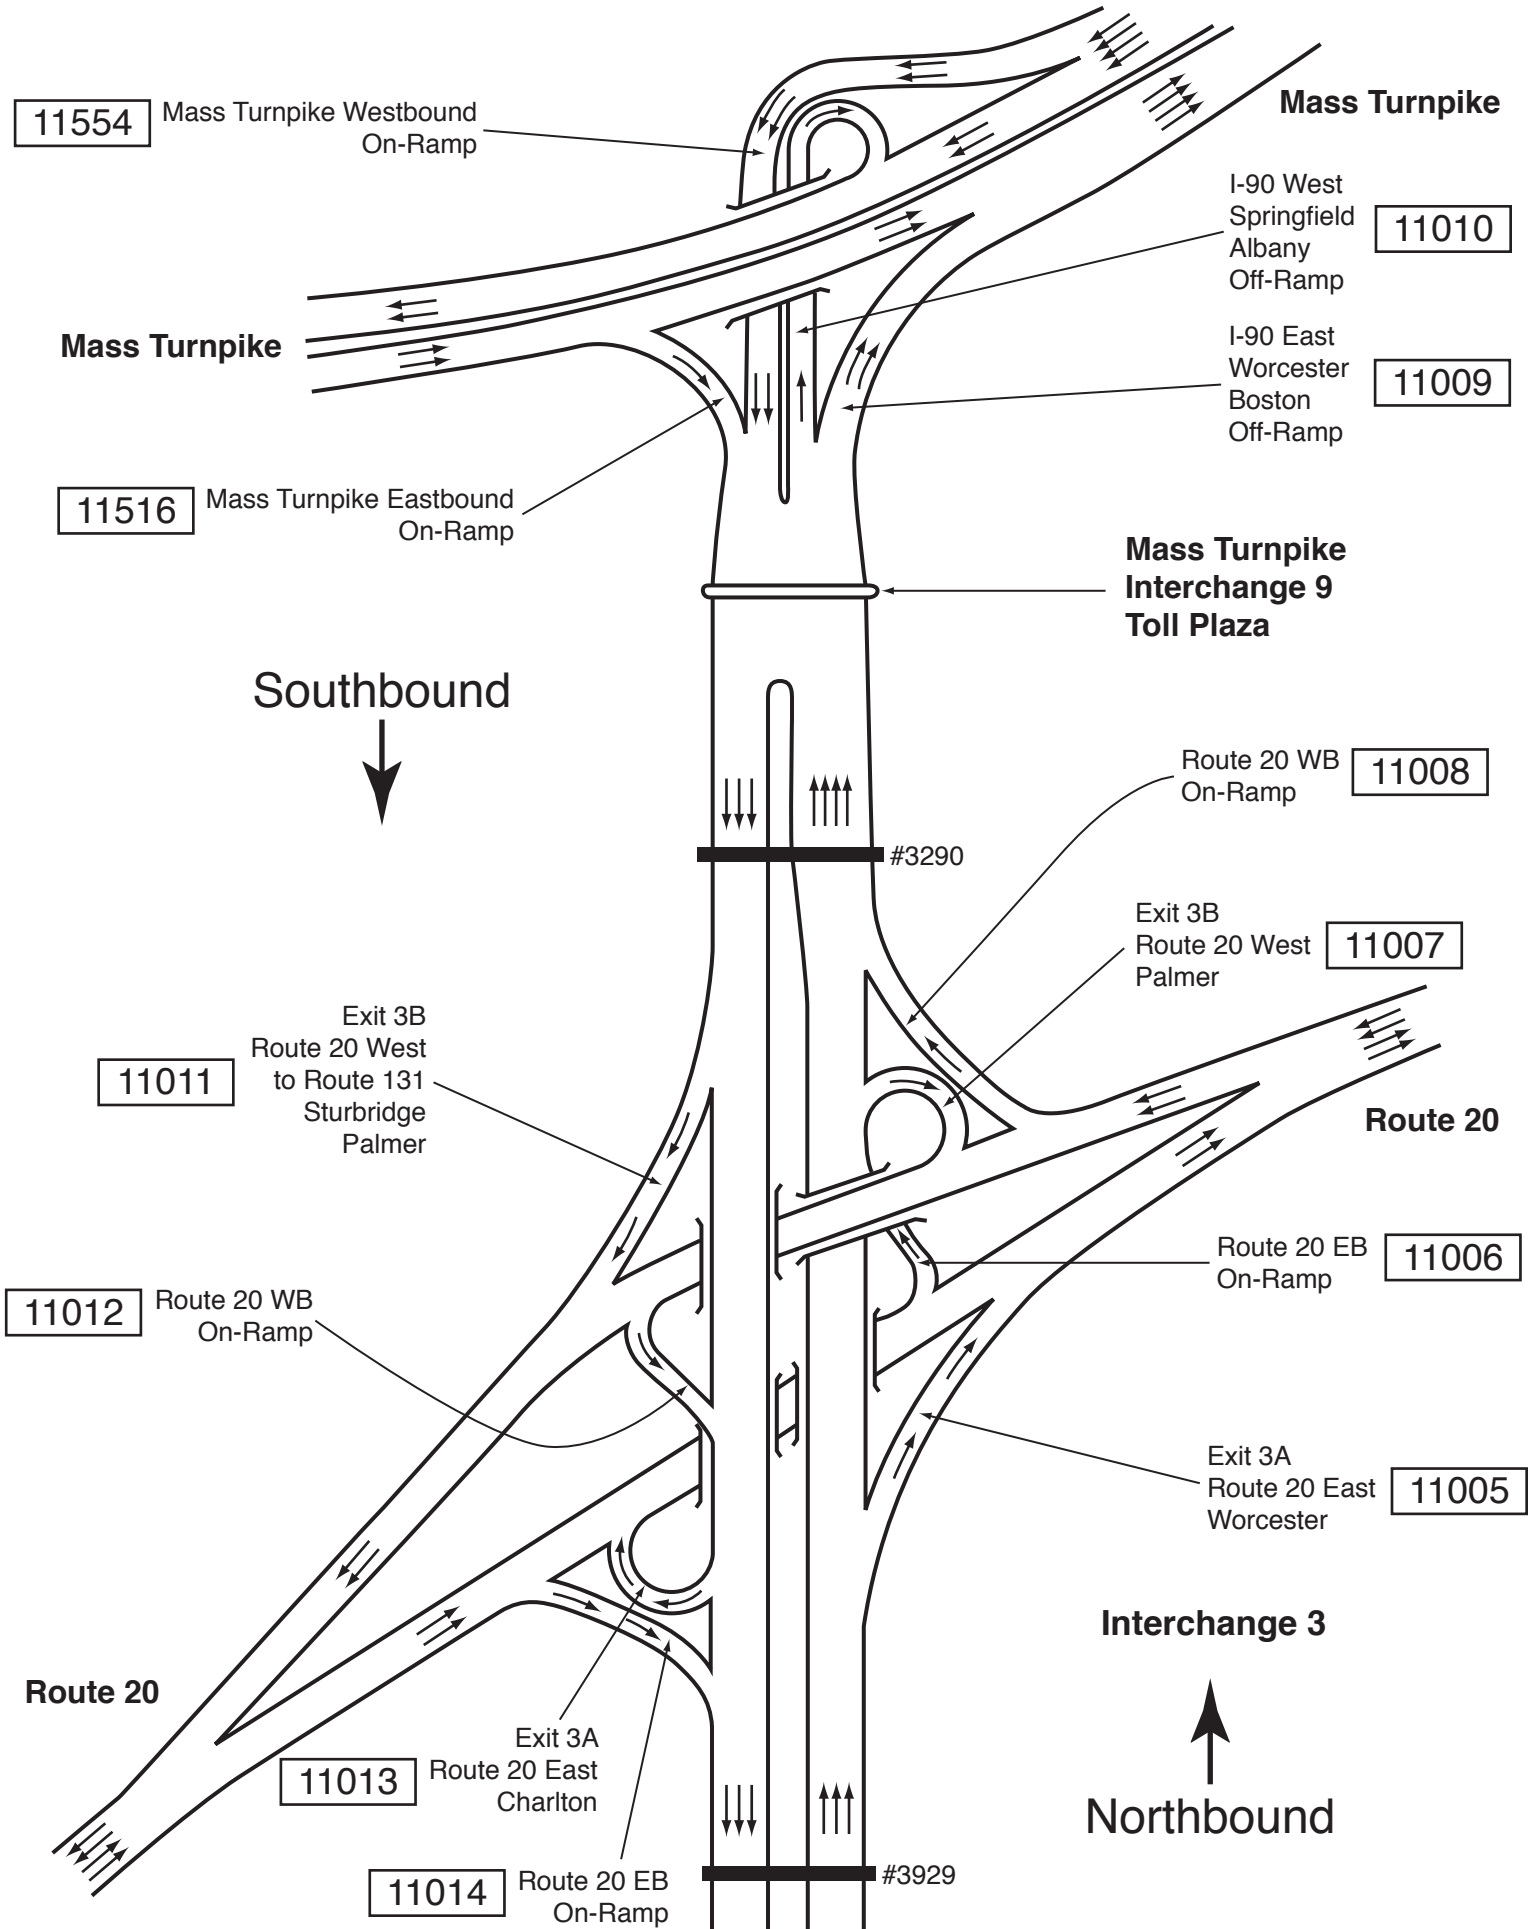 11554
Mass Turnpike Westbound
On-Ramp
Mass Turnpike
I-90 West
Springfield
Albany
Off-Ramp
11010
Mass Turnpike
I-90 East
Worcester
Boston
Off-Ramp
11009
11516
Mass Turnpike Eastbound
On-Ramp
Mass Turnpike
Interchange 9
Toll Plaza
Southbound
Route 20 WB
On-Ramp
11008
#3290
Exit 3B
Route 20 West
Palmer
11007
Exit 3B
Route 20 West
to Route 131
Sturbridge
Palmer
11011
Route 20
Route 20 EB
On-Ramp
11006
11012
Route 20 WB
On-Ramp
Exit 3A
Route 20 East
Worcester
11005
Interchange 3
Route 20
Exit 3A
Route 20 East
Charlton
11013
Northbound
11014
Route 20 EB
On-Ramp
#3929